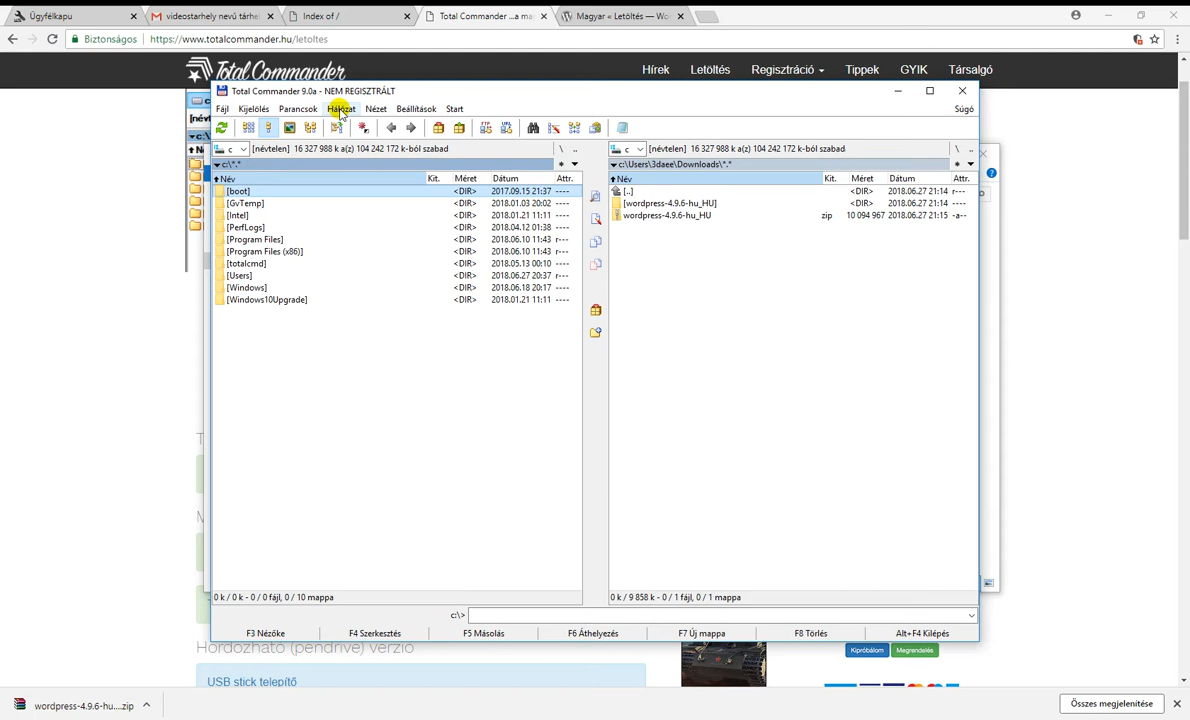 Ügyfélkapu
videostarhely nevű tárhe
Index of /
Total Commander ...a ma
Magyar « Letöltés — Wo
Biztonságos
https://www.totalcommander.hu/letoltes
Total Commander
Hírek
Letöltés
Regisztráció
Tippek
GYIK
Társalgó
Total Commander 9.0a - NEM REGISZTRÁLT
Fájl Kijelölés Parancsok Hálózat Nézet Beállítások Start
Súgó
c [névtelen] 16 327 988 k a(z) 104 242 172 k-ból szabad \ ..
c [névtelen] 16 327 988 k a(z) 104 242 172 k-ból szabad \ ..
c:\*.*
c:\Users\3daee\Downloads\*.*
Név Kit. Méret Dátum Attr.
[boot] <DIR> 2017.09.15 21:37 ----
[GvTemp] <DIR> 2018.01.03 20:02 ----
[Intel] <DIR> 2018.01.21 11:11 ----
[PerfLogs] <DIR> 2018.04.12 01:38 ----
[Program Files] <DIR> 2018.06.10 11:43 r---
[Program Files (x86)] <DIR> 2018.06.10 11:43 r---
[totalcmd] <DIR> 2018.05.13 00:10 ----
[Users] <DIR> 2018.06.27 20:37 r---
[Windows] <DIR> 2018.06.18 20:17 ----
[Windows10Upgrade] <DIR> 2018.01.21 11:11 ----
Név Kit. Méret Dátum Attr.
[..] <DIR> 2018.06.27 21:14 r---
[wordpress-4.9.6-hu_HU] <DIR> 2018.06.27 21:14 ----
wordpress-4.9.6-hu_HU zip 10 094 967 2018.06.27 21:15 -a--
0 k / 0 k - 0 / 0 fájl, 0 / 10 mappa
0 k / 9 858 k - 0 / 1 fájl, 0 / 1 mappa
c:\>
F3 Nézőke
F4 Szerkesztés
F5 Másolás
F6 Áthelyezés
F7 Új mappa
F8 Törlés
Alt+F4 Kilépés
Hordozható (pendrive) verzió
Kipróbálom
Megrendelés
USB stick telepítő
wordpress-4.9.6-hu....zip
Összes megjelenítése